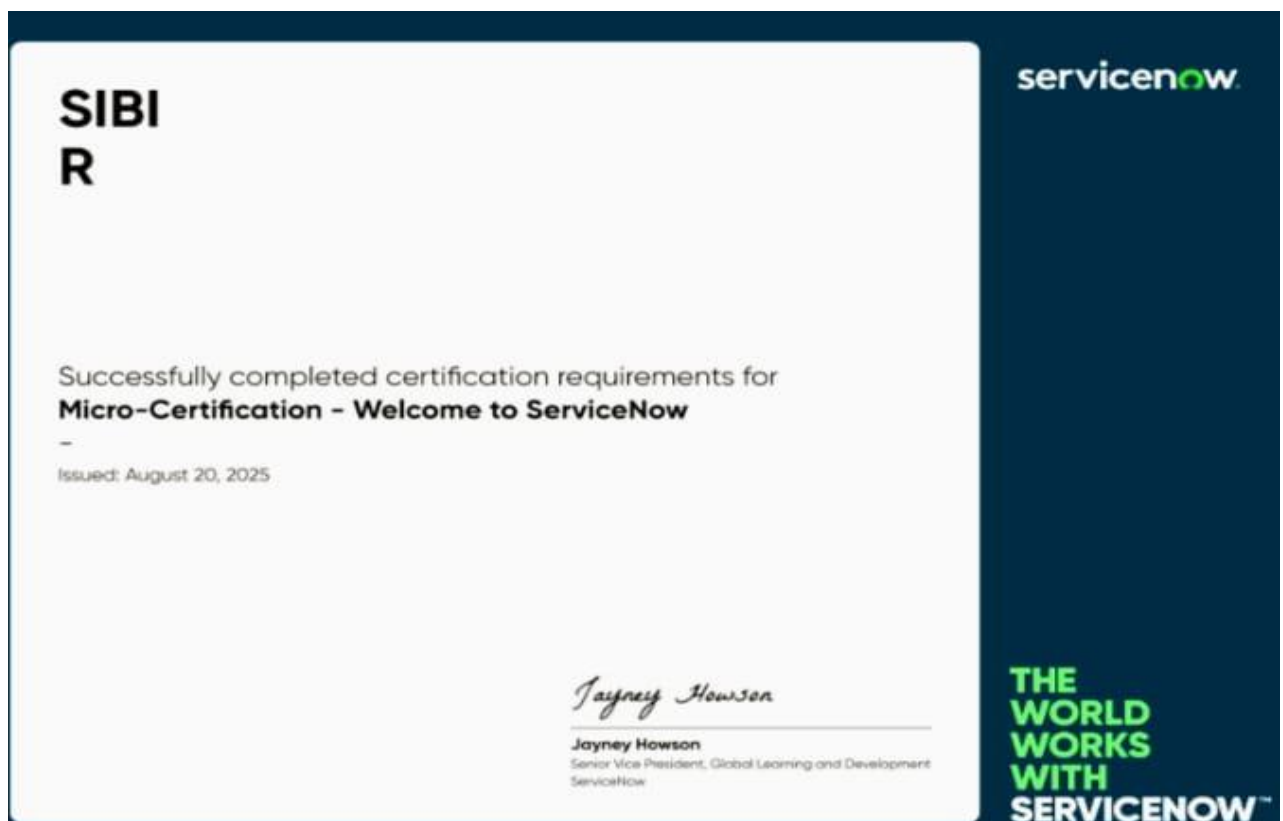 SIBI
R
servicenow.
Successfully completed certification requirements for
Micro-Certification - Welcome to ServiceNow
-
Issued: August 20, 2025
Jayney Howson
Jayney Howson
Senior Vice President, Global Learning and Development
ServiceNow
THE
WORLD
WORKS
WITH
SERVICENOW™